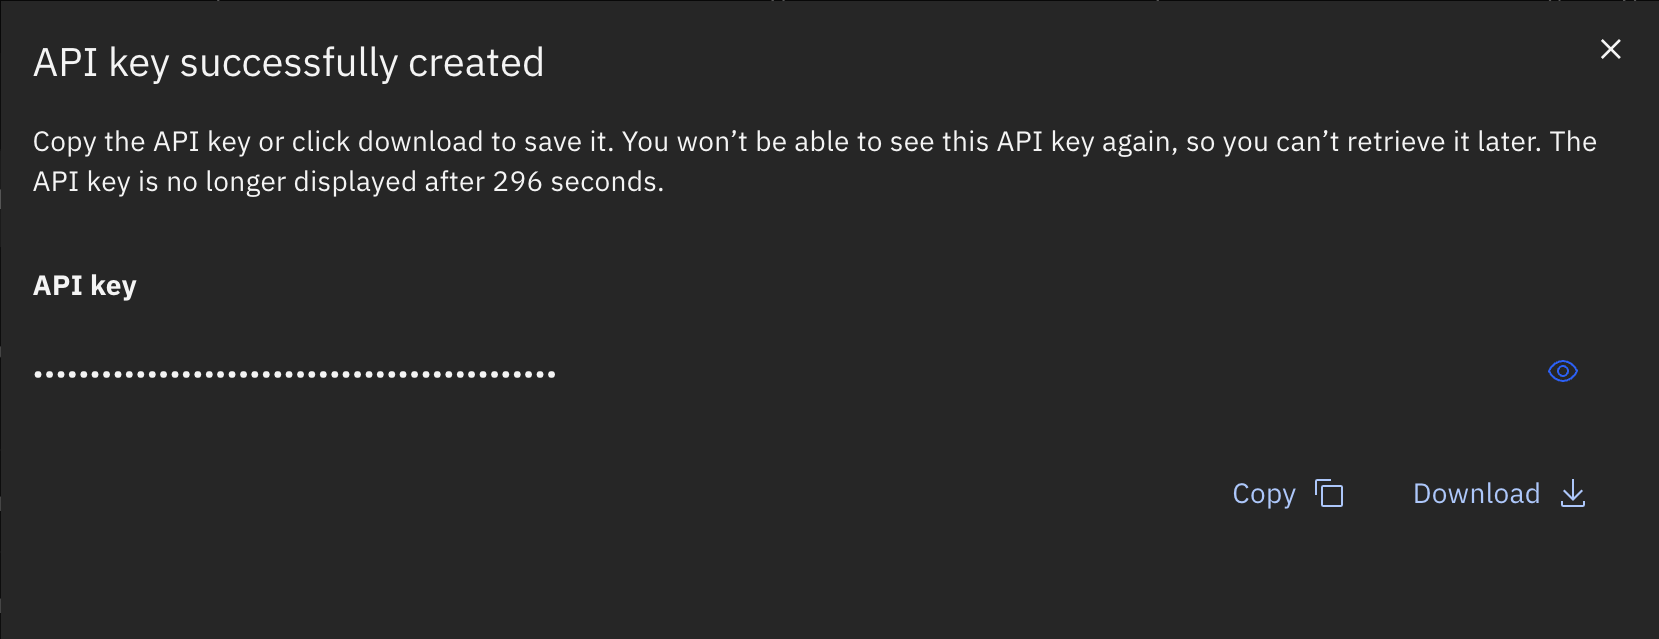 API key successfully created
Copy the API key or click download to save it. You won’t be able to see this API key again, so you can’t retrieve it later. The
API key is no longer displayed after 296 seconds.
API key
••••••••••••••••••••••••••••••••••••••••••••••
Copy
Download